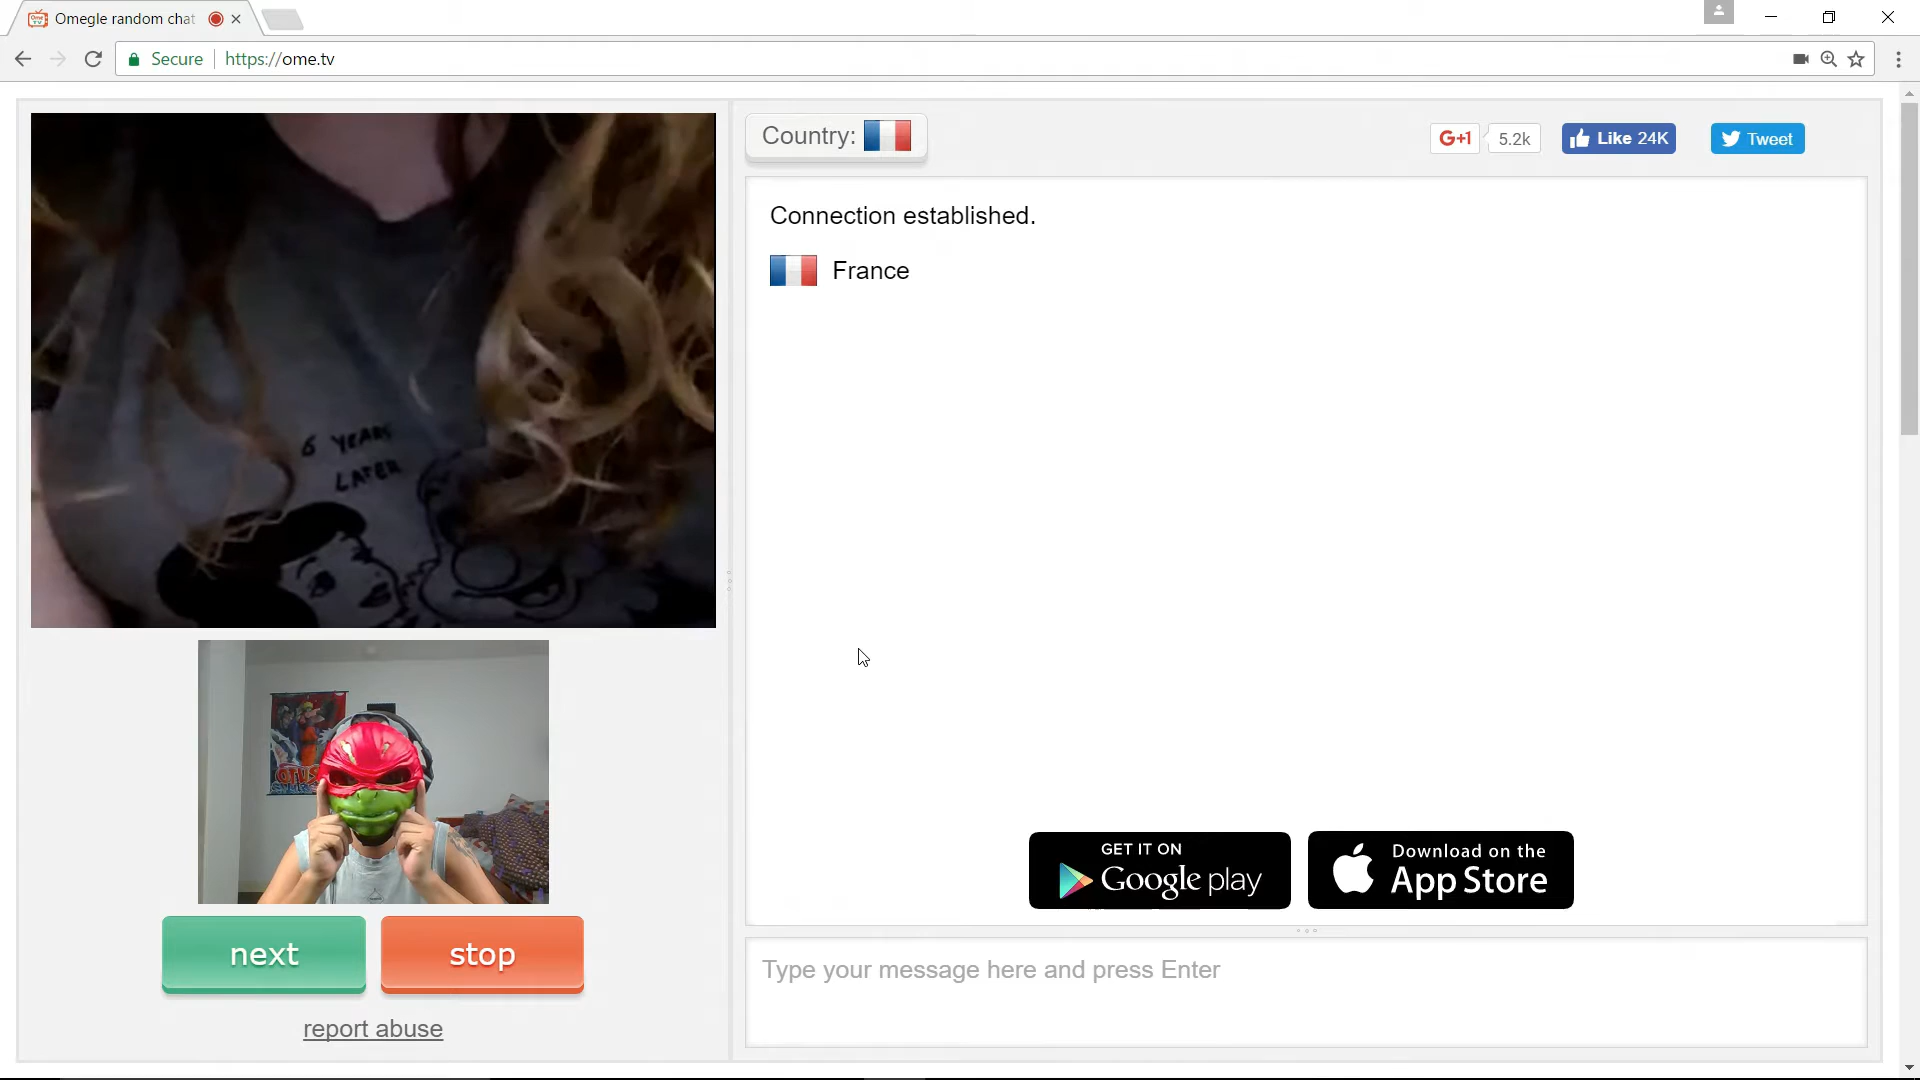 Omegle random chat
Secure
https://ome.tv
Country:
G+1
5.2k
Like 24K
Tweet
Connection established.
France
6 YEARS
LATER
GET IT ON
Google play
Download on the
App Store
next
stop
Type your message here and press Enter
report abuse